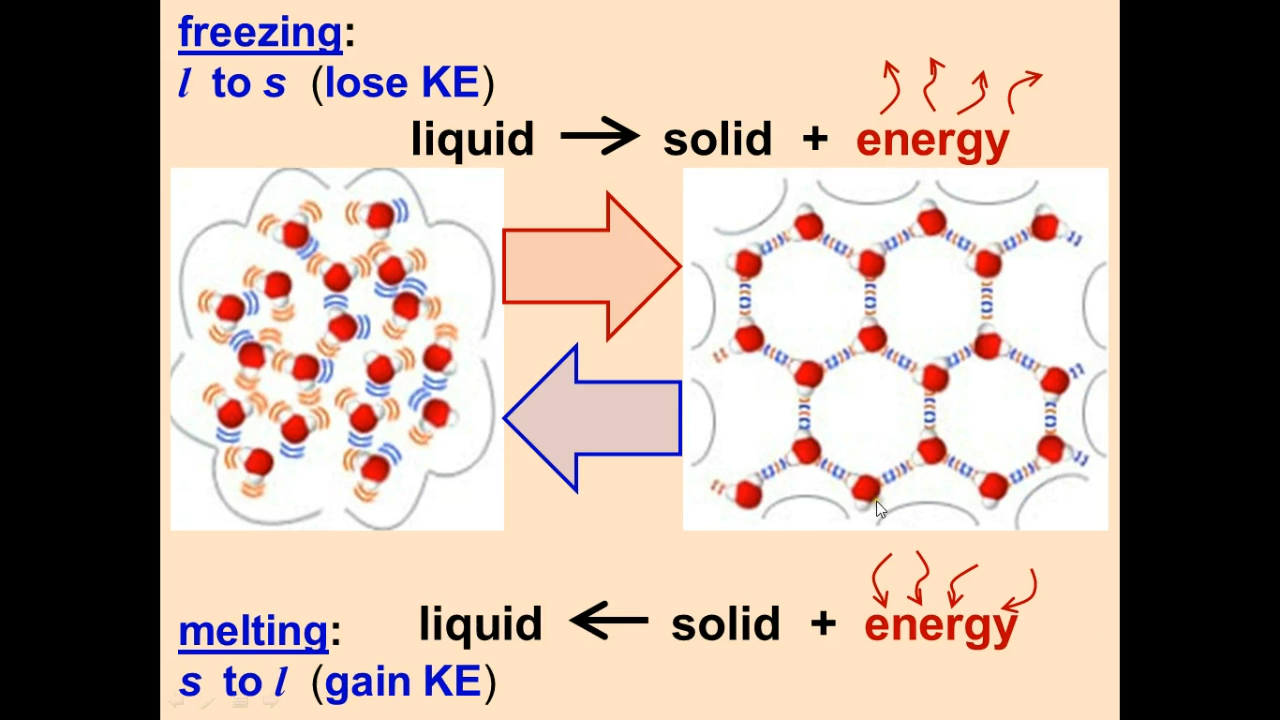 freezing:
l to s (lose KE)
liquid → solid + energy
liquid ← solid + energy
melting:
s to l (gain KE)